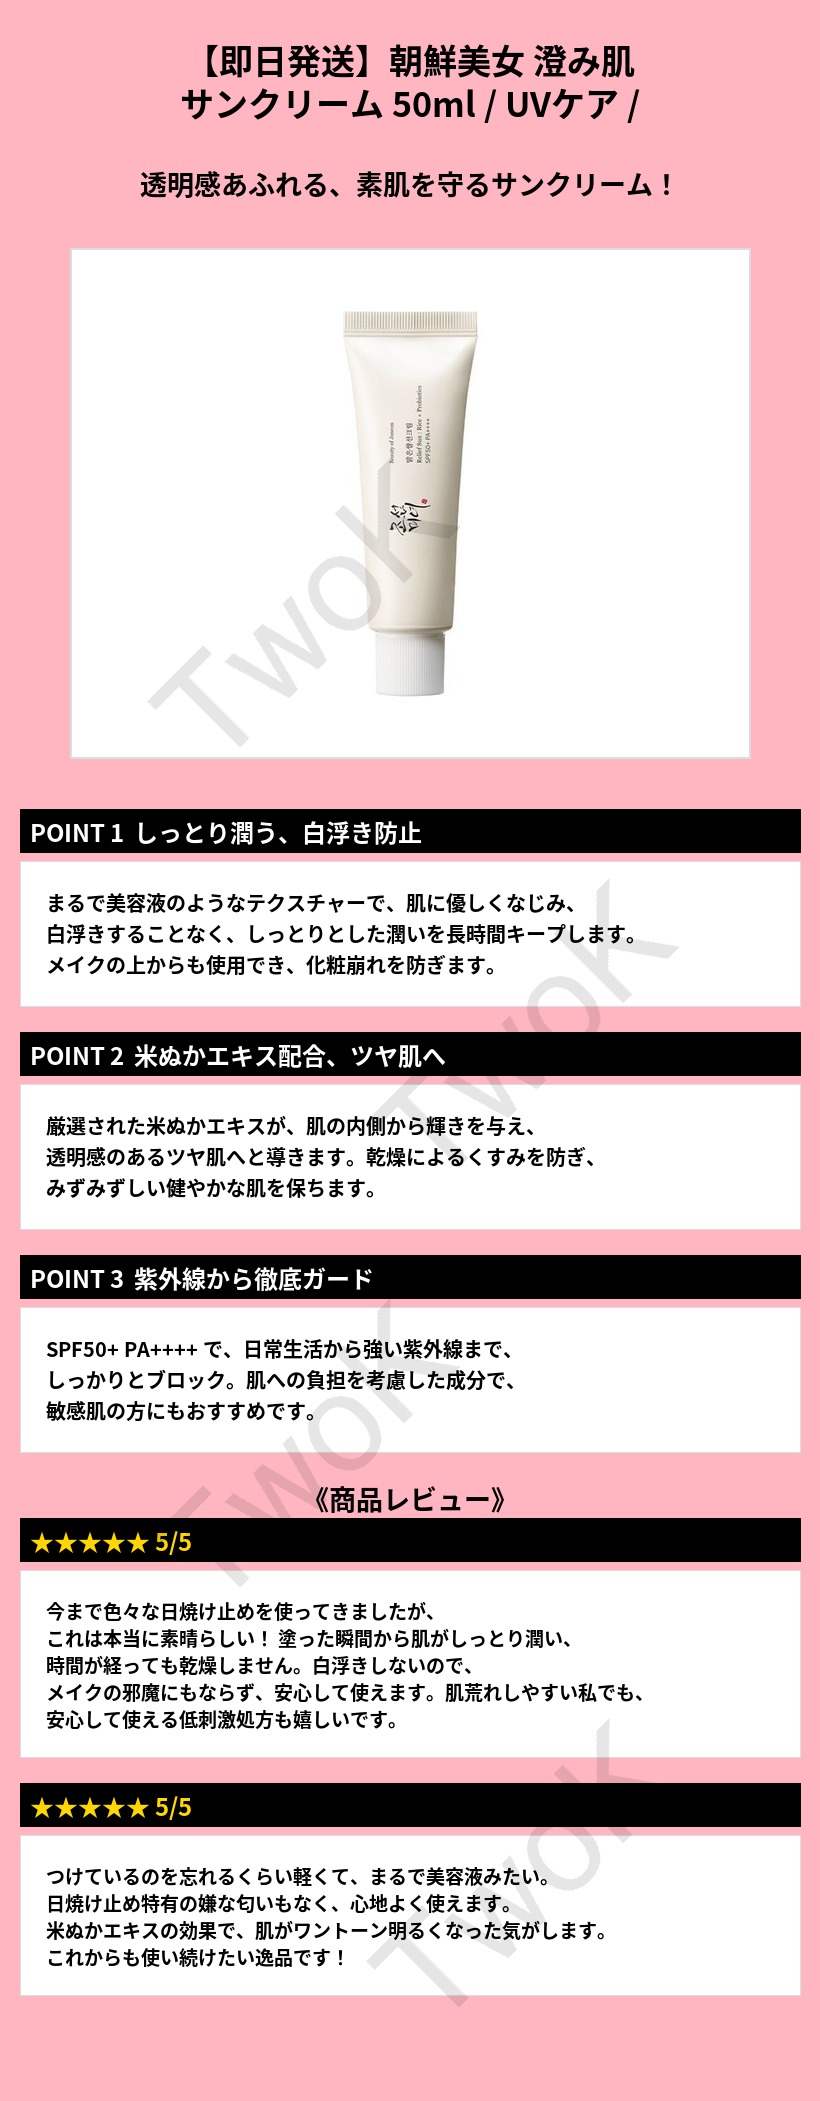 【即日発送】朝鮮美女 澄み肌
サンクリーム 50ml / UVケア /
透明感あふれる、素肌を守るサンクリーム！
Beauty of Joseon
맑은쌀선크림
Relief Sun : Rice + Probiotics
SPF50+ PA++++
조선미녀
TwoK
POINT 1 しっとり潤う、白浮き防止
まるで美容液のようなテクスチャーで、肌に優しくなじみ、
白浮きすることなく、しっとりとした潤いを長時間キープします。
メイクの上からも使用でき、化粧崩れを防ぎます。
TwoK
POINT 2 米ぬかエキス配合、ツヤ肌へ
厳選された米ぬかエキスが、肌の内側から輝きを与え、
透明感のあるツヤ肌へと導きます。乾燥によるくすみを防ぎ、
みずみずしい健やかな肌を保ちます。
POINT 3 紫外線から徹底ガード
SPF50+ PA++++ で、日常生活から強い紫外線まで、
しっかりとブロック。肌への負担を考慮した成分で、
敏感肌の方にもおすすめです。
TwoK
《商品レビュー》
★★★★★ 5/5
今まで色々な日焼け止めを使ってきましたが、
これは本当に素晴らしい！ 塗った瞬間から肌がしっとり潤い、
時間が経っても乾燥しません。白浮きしないので、
メイクの邪魔にもならず、安心して使えます。肌荒れしやすい私でも、
安心して使える低刺激処方も嬉しいです。
★★★★★ 5/5
つけているのを忘れるくらい軽くて、まるで美容液みたい。
日焼け止め特有の嫌な匂いもなく、心地よく使えます。
米ぬかエキスの効果で、肌がワントーン明るくなった気がします。
これからも使い続けたい逸品です！
TwoK